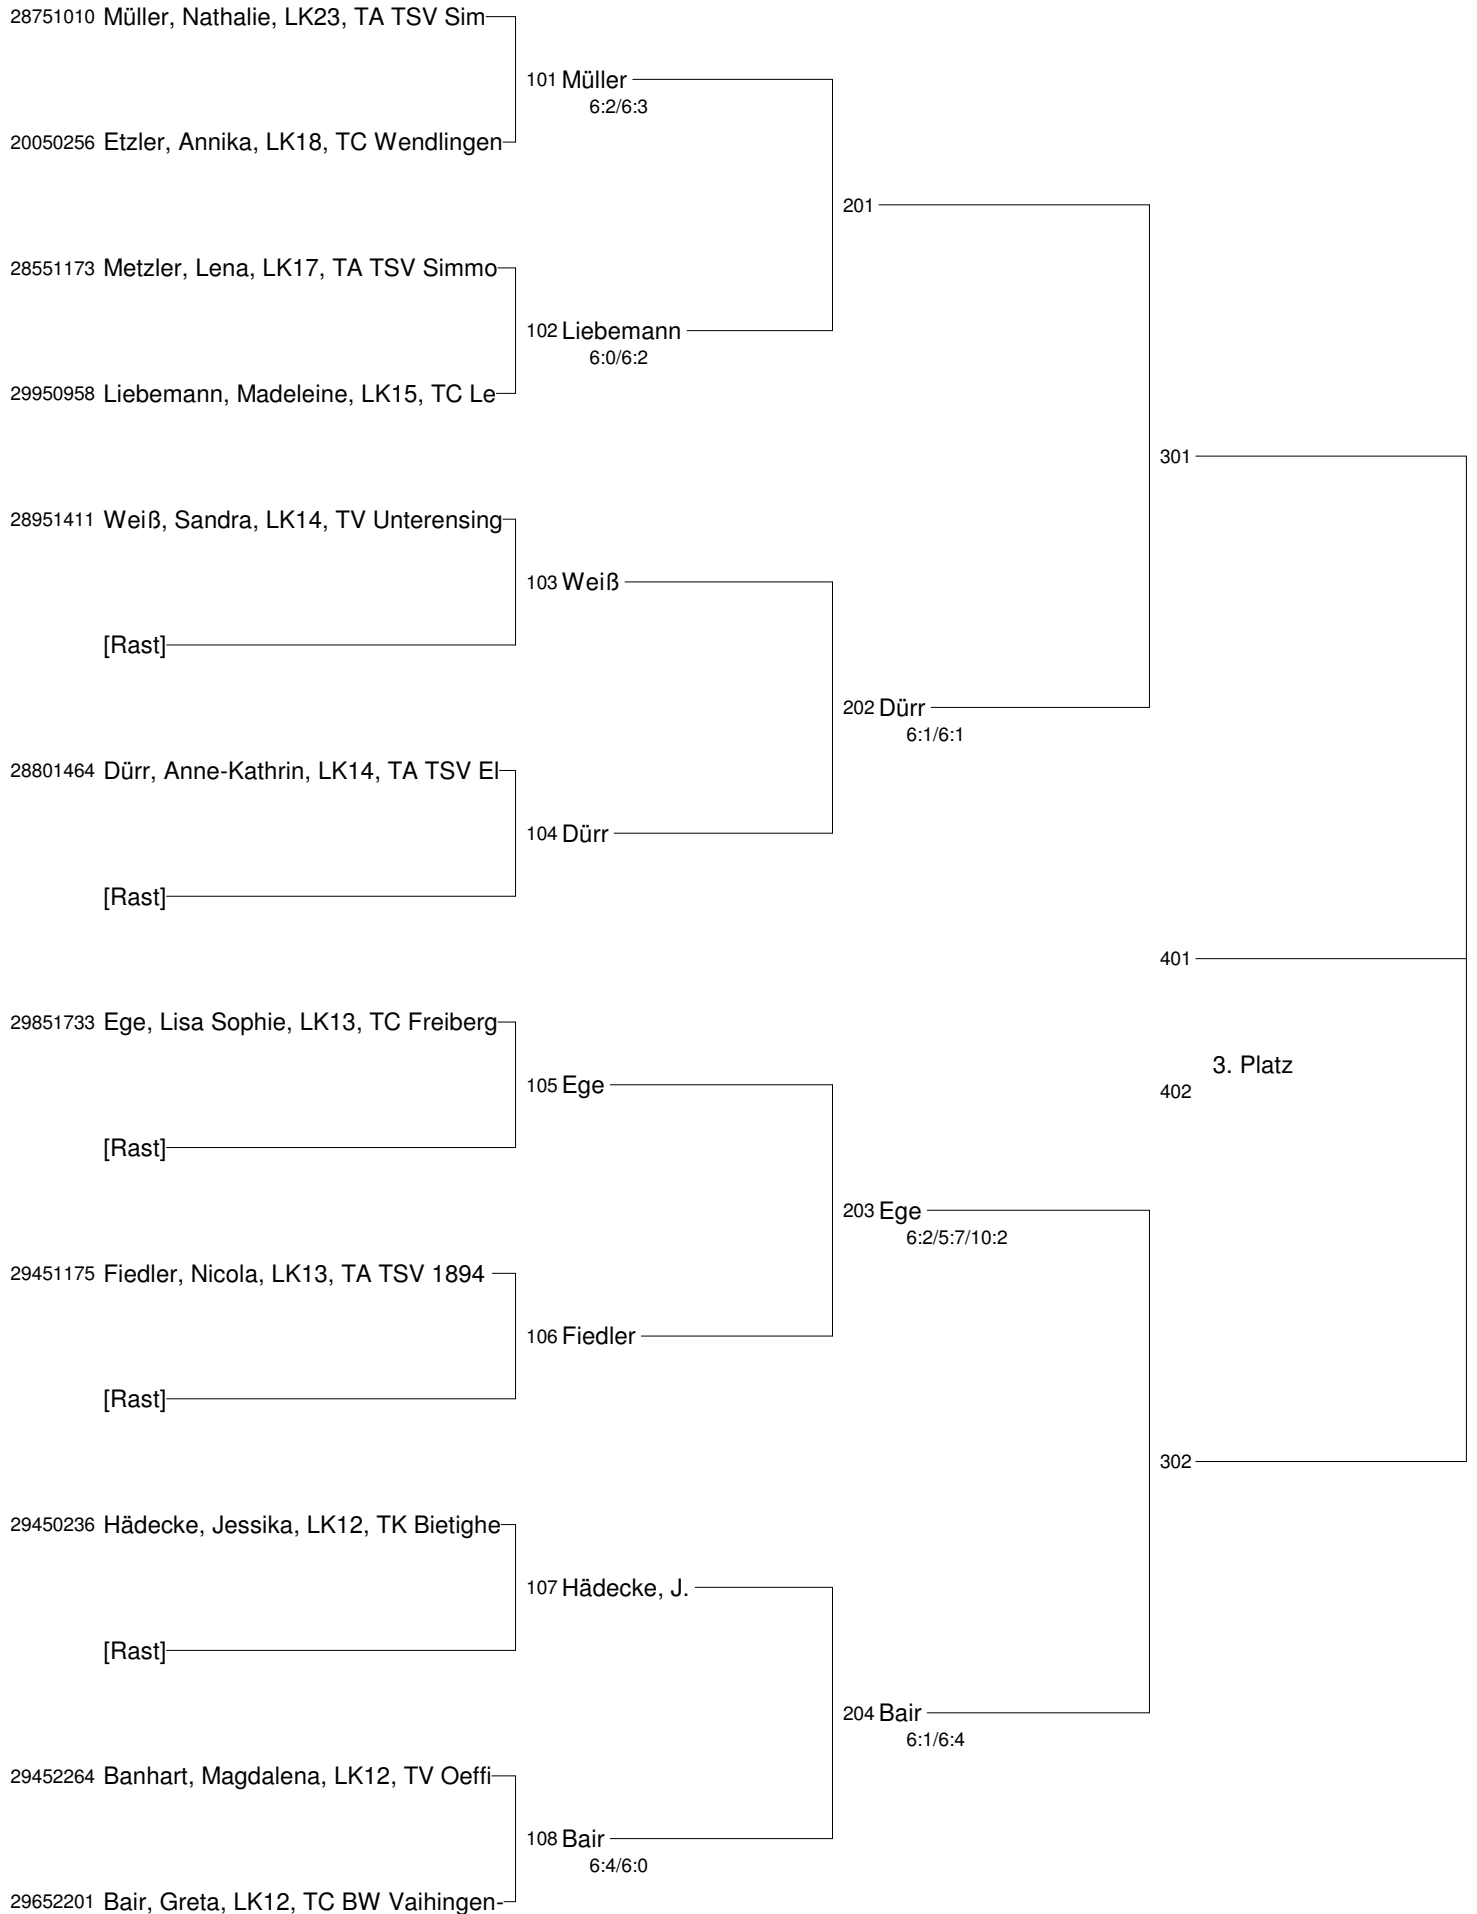 28751010 Müller, Nathalie, LK23, TA TSV Sim
101 Müller
6:2/6:3
20050256 Etzler, Annika, LK18, TC Wendlingen
201
28551173 Metzler, Lena, LK17, TA TSV Simmo
102 Liebemann
6:0/6:2
29950958 Liebemann, Madeleine, LK15, TC Le
301
28951411 Weiß, Sandra, LK14, TV Unterensing
103 Weiß
[Rast]
202 Dürr
6:1/6:1
28801464 Dürr, Anne-Kathrin, LK14, TA TSV El
104 Dürr
[Rast]
401
29851733 Ege, Lisa Sophie, LK13, TC Freiberg
3. Platz
105 Ege
402
[Rast]
203 Ege
6:2/5:7/10:2
29451175 Fiedler, Nicola, LK13, TA TSV 1894
106 Fiedler
[Rast]
302
29450236 Hädecke, Jessika, LK12, TK Bietighe
107 Hädecke, J.
[Rast]
204 Bair
6:1/6:4
29452264 Banhart, Magdalena, LK12, TV Oeffi
108 Bair
6:4/6:0
29652201 Bair, Greta, LK12, TC BW Vaihingen-